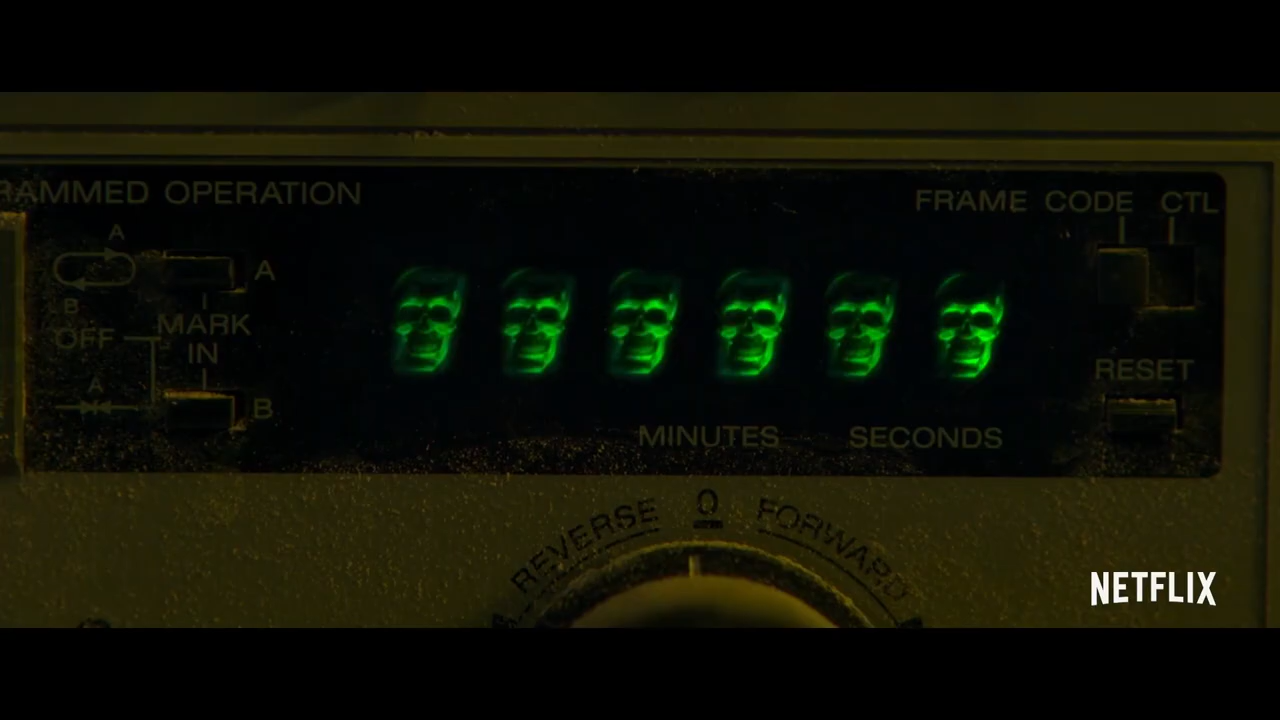 RAMMED OPERATION
FRAME CODE CTL
A
A
B
MARK
IN
OFF
RESET
A
B
MINUTES SECONDS
REVERSE 0 FORWARD
NETFLIX